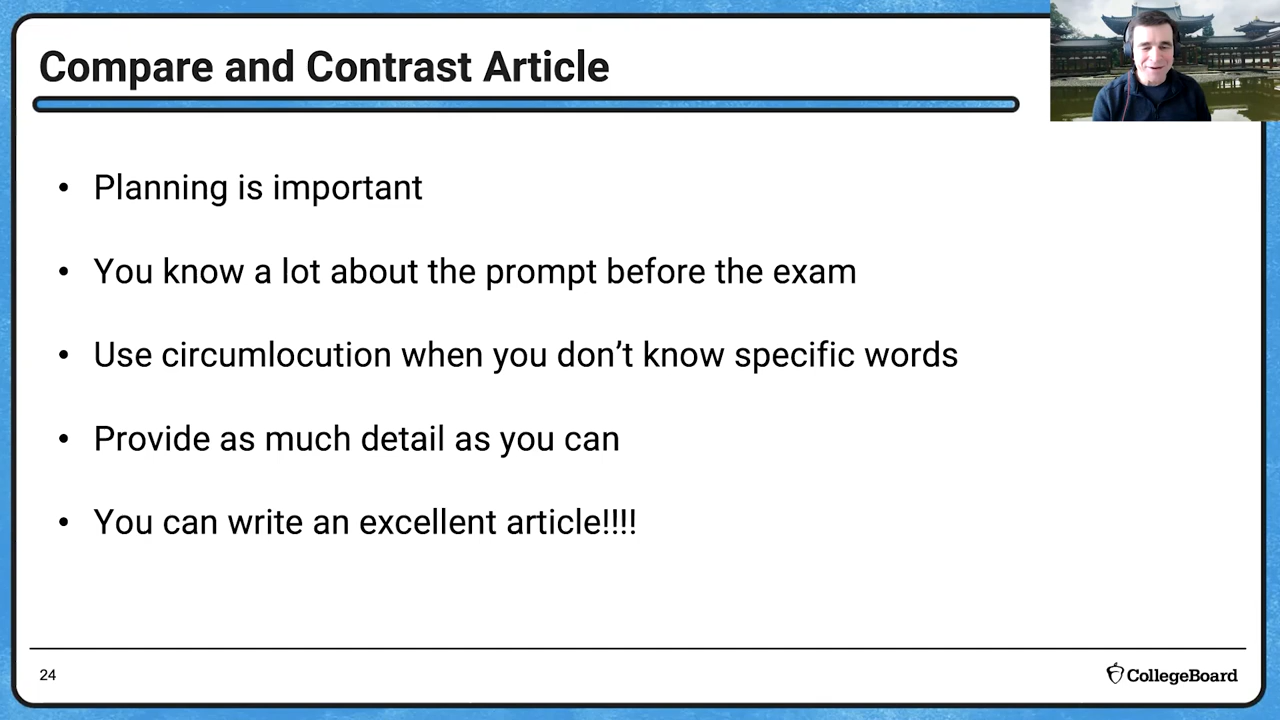 Compare and Contrast Article
• Planning is important
• You know a lot about the prompt before the exam
• Use circumlocution when you don’t know specific words
• Provide as much detail as you can
• You can write an excellent article!!!!
24
CollegeBoard